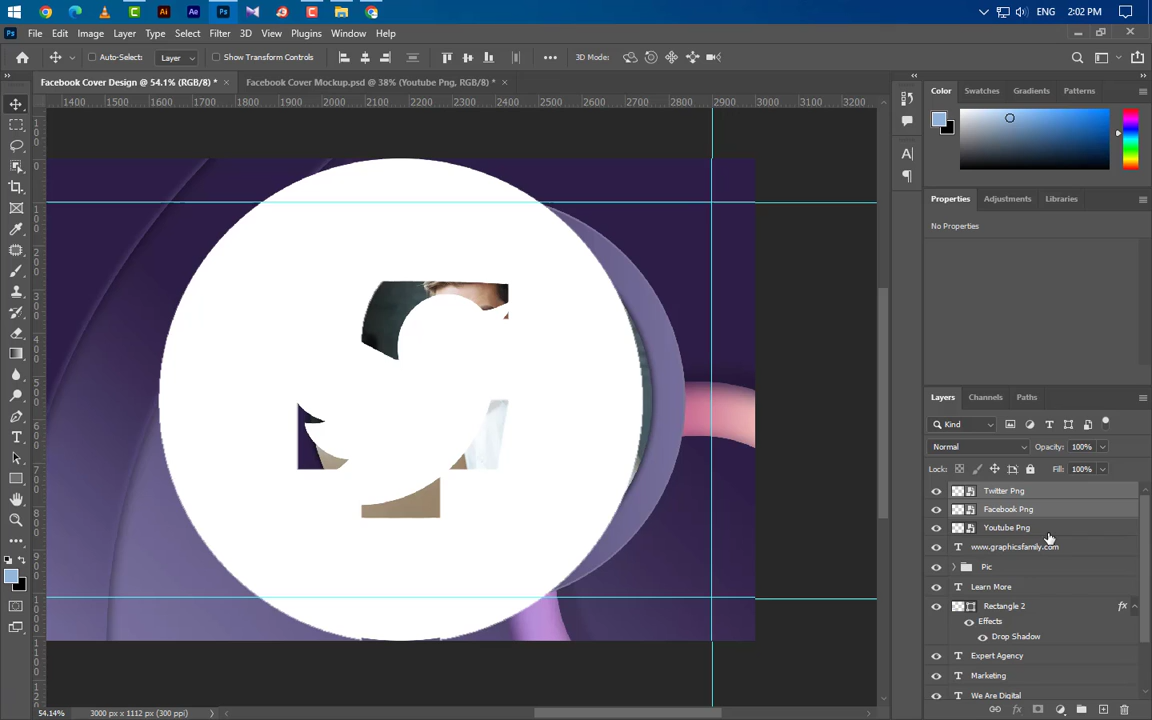 ENG
2:02 PM
File Edit Image Layer Type Select Filter 3D View Plugins Window Help
Auto-Select: Layer Show Transform Controls 3D Mode:
Facebook Cover Design @ 54.1% (RGB/8) * Facebook Cover Mockup.psd @ 38% (Youtube Png, RGB/8) *
1400 1500 1600 1700 1800 1900 2000 2100 2200 2300 2400 2500 2600 2700 2800 2900 3000 3100 3200
Color Swatches Gradients Patterns
Properties Adjustments Libraries
No Properties
Layers Channels Paths
Kind
Normal Opacity: 100%
Lock: Fill: 100%
Twitter Png
Facebook Png
Youtube Png
www.graphicsfamily.com
Pic
Learn More
Rectangle 2 fx
Effects
Drop Shadow
Expert Agency
Marketing
We Are Digital
54.14% 3000 px x 1112 px (300 ppi)